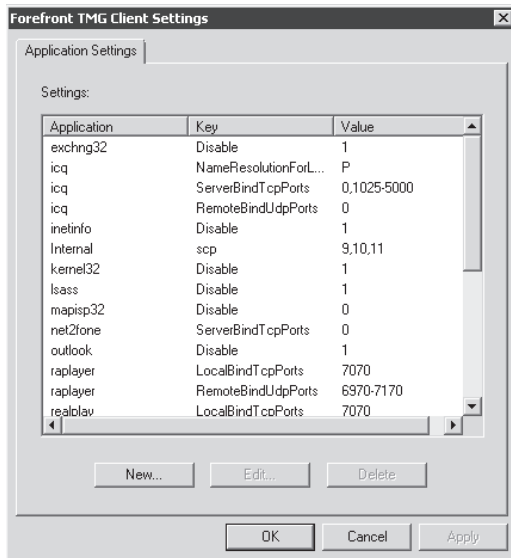 Forefront TMG Client Settings
Application Settings
Settings:
Application Key Value
exchng32 Disable 1
icq NameResolutionForL... P
icq ServerBindTcpPorts 0,1025-5000
icq RemoteBindUdpPorts 0
inetinfo Disable 1
Internal scp 9,10,11
kernel32 Disable 1
lsass Disable 1
mapisp32 Disable 0
net2fone ServerBindTcpPorts 0
outlook Disable 1
raplayer LocalBindTcpPorts 7070
raplayer RemoteBindUdpPorts 6970-7170
realplay LocalBindTcpPorts 7070
New... Edit... Delete
OK Cancel Apply